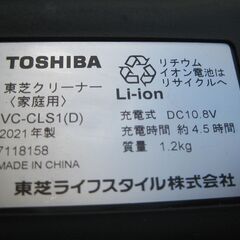 TOSHIBA
東芝クリーナー
〈家庭用〉
VC-CLS1(D)
2021年製
7118158
MADE IN CHINA
リチウム
イオン電池は
リサイクルへ
Li-ion
充電式 DC10.8V
充電時間 約4.5時間
質量 1.2kg
東芝ライフスタイル株式会社